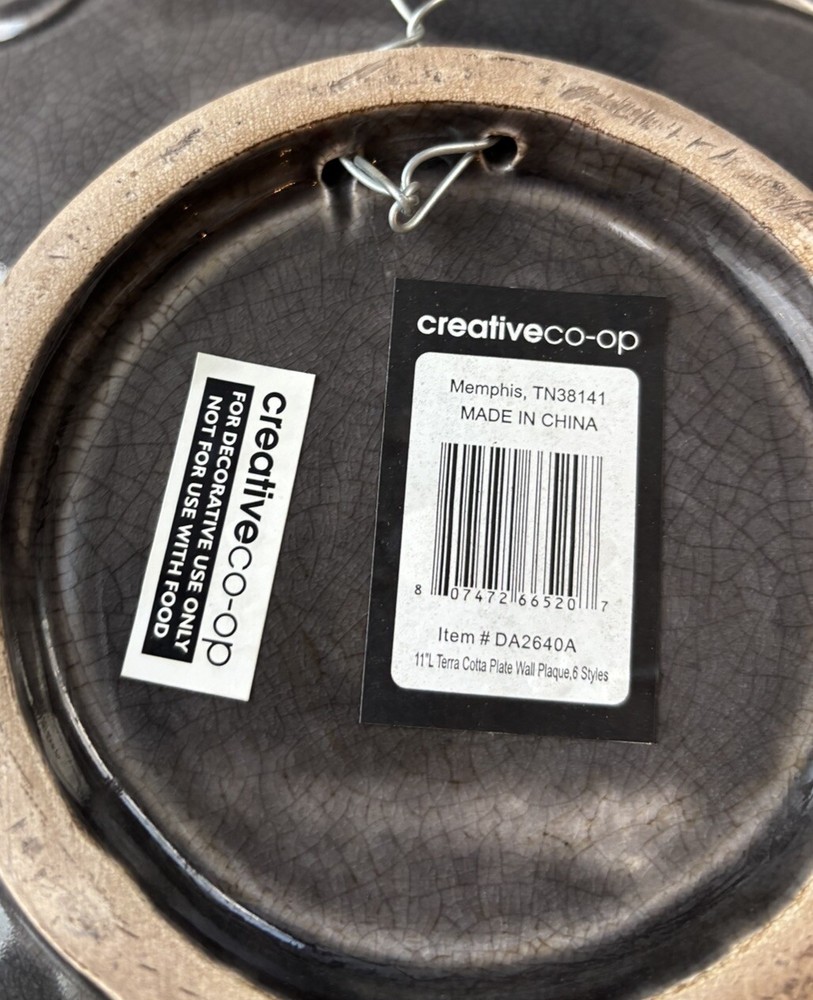 creativeco-op
FOR DECORATIVE USE ONLY
NOT FOR USE WITH FOOD
creativeco-op
Memphis, TN38141
MADE IN CHINA
8 07472 66520 7
Item # DA2640A
11"L Terra Cotta Plate Wall Plaque,6 Styles